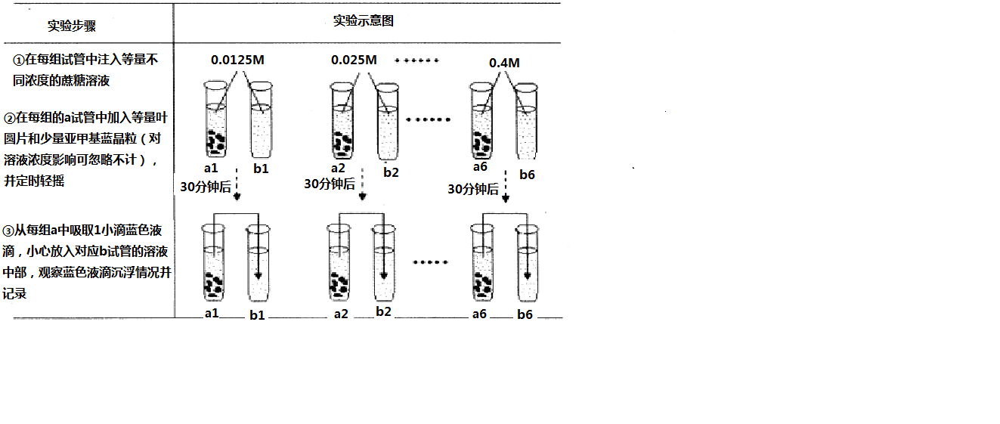 实验步骤
实验示意图
①在每组试管中注入等量不
同浓度的蔗糖溶液
②在每组的a试管中加入等量叶
圆片和少量亚甲基蓝晶粒（对
溶液浓度影响可忽略不计），
并定时轻摇
③从每组a中吸取1小滴蓝色液
滴，小心放入对应b试管的溶液
中部，观察蓝色液滴沉浮情况并
记录
0.0125M
0.025M
0.4M
a1
b1
a2
b2
a6
b6
30分钟后
30分钟后
30分钟后
a1
b1
a2
b2
a6
b6